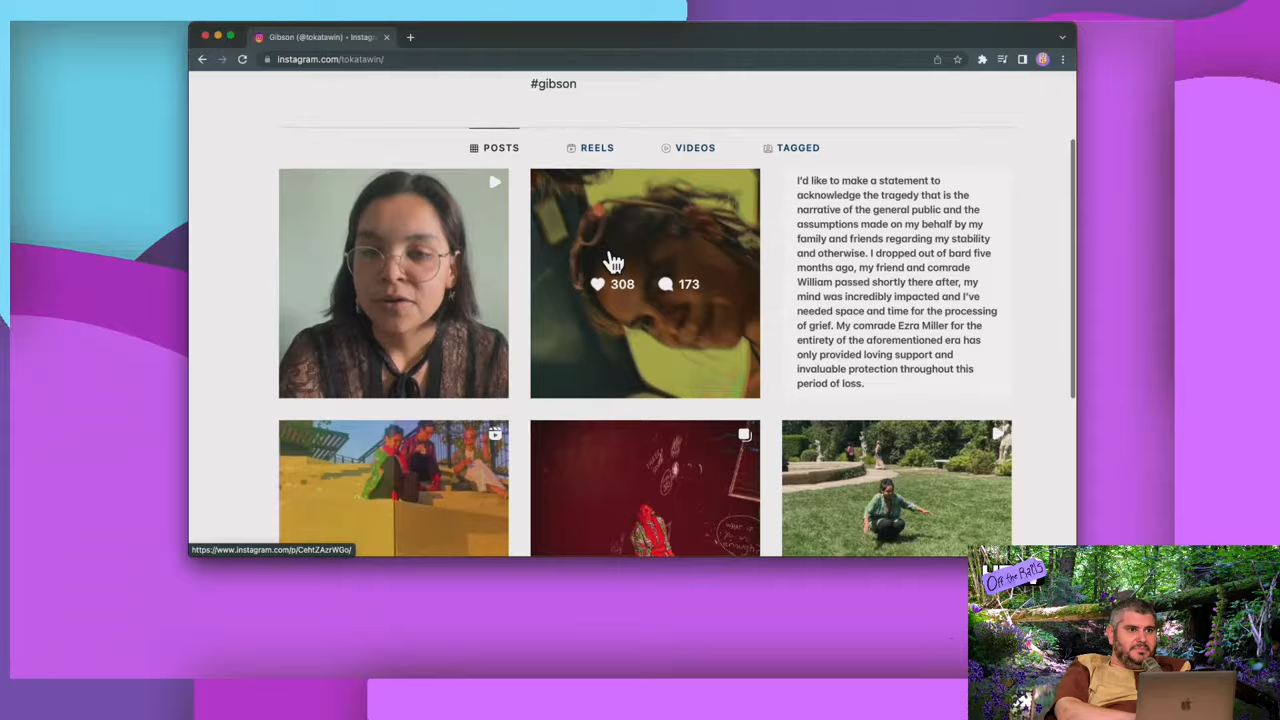 Gibson (@tokatawin) • Instagr
instagram.com/tokatawin/
#gibson
POSTS
REELS
VIDEOS
TAGGED
308
173
I'd like to make a statement to
acknowledge the tragedy that is the
narrative of the general public and the
assumptions made on my behalf by my
family and friends regarding my stability
and otherwise. I dropped out of bard five
months ago, my friend and comrade
William passed shortly there after, my
mind was incredibly impacted and I've
needed space and time for the processing
of grief. My comrade Ezra Miller for the
entirety of the aforementioned era has
only provided loving support and
invaluable protection throughout this
period of loss.
https://www.instagram.com/p/CehtZAzrWGo/
Off the Rails